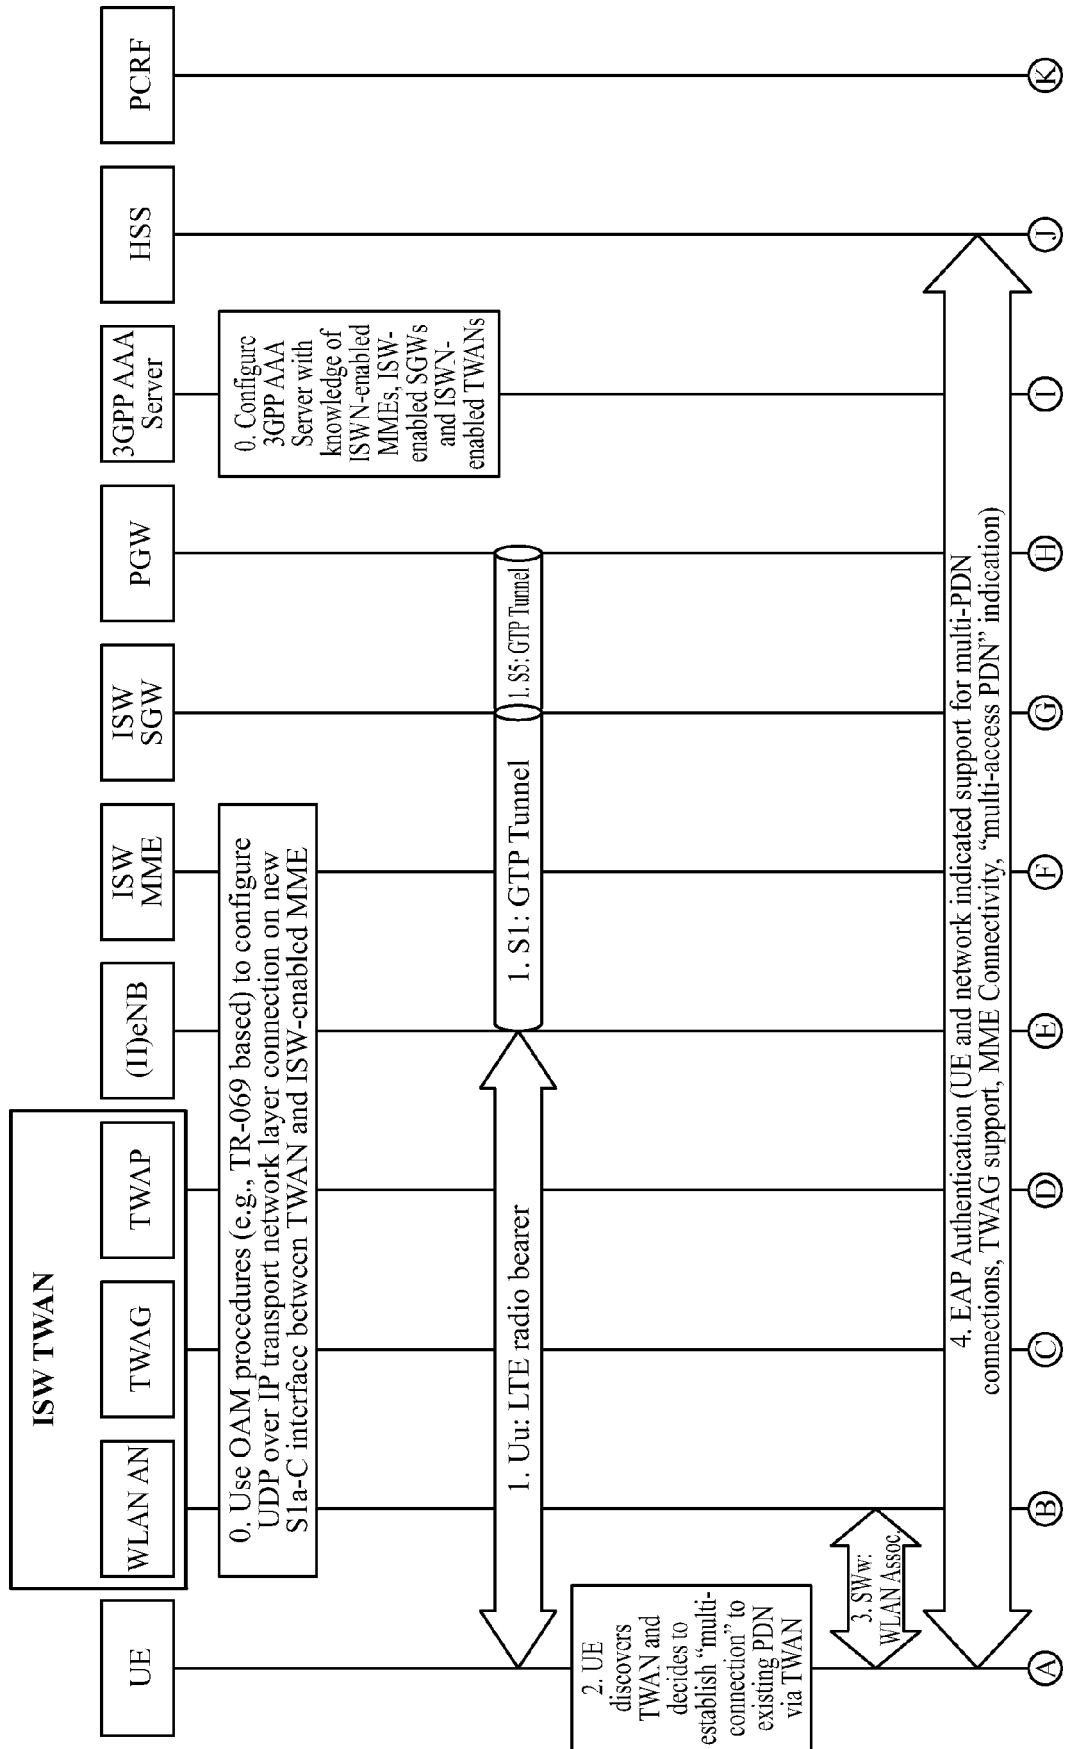 ISW TWAN
UE
WLAN AN
TWAG
TWAP
(H)eNB
ISW
MME
ISW
SGW
PGW
3GPP AAA
Server
HSS
PCRF
0. Use OAM procedures (e.g., TR-069 based) to configure
UDP over IP transport network layer connection on new
S1a-C interface between TWAN and ISW-enabled MME
0. Configure
3GPP AAA
Server with
knowledge of
ISWN-enabled
MMEs, ISW-
enabled SGWs
and ISWN-
enabled TWANs
1. Uu: LTE radio bearer
1. S1: GTP Tunnel
1. S5: GTP Tunnel
2. UE
discovers
TWAN and
decides to
establish “multi-
connection” to
existing PDN
via TWAN
3. SWw:
WLAN Assoc.
4. EAP Authentication (UE and network indicated support for multi-PDN
connections, TWAG support, MME Connectivity, “multi-access PDN” indication)
A
B
C
D
E
F
G
H
I
J
K